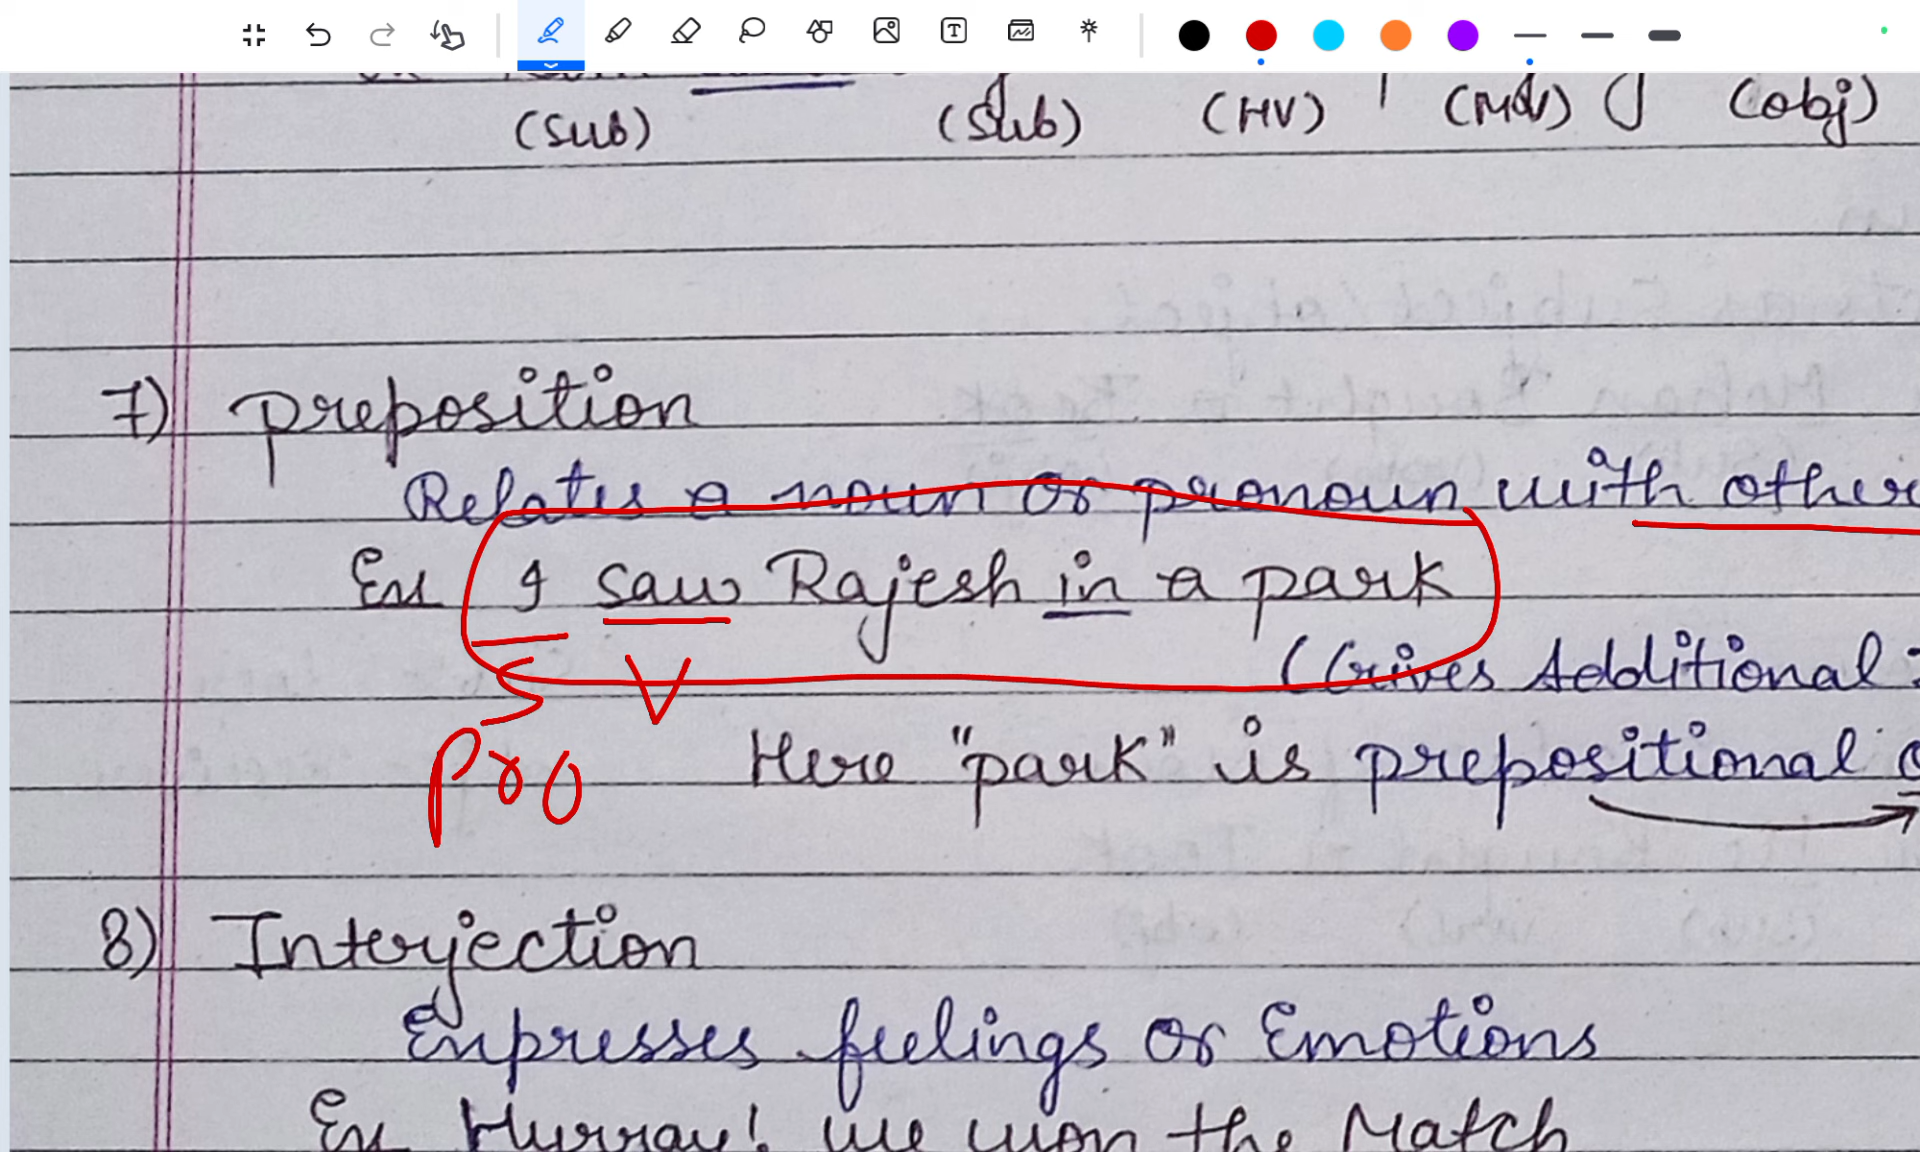 (Sub) (Sub) (HV) (MV) (obj)
7) Preposition
Relates a noun or pronoun with other
Ex I saw Rajesh in a park
(Gives Additional
S V
Pro
Here "park" is prepositional
8) Interjection
Expresses feelings or Emotions
Ex Hurray! we won the Match